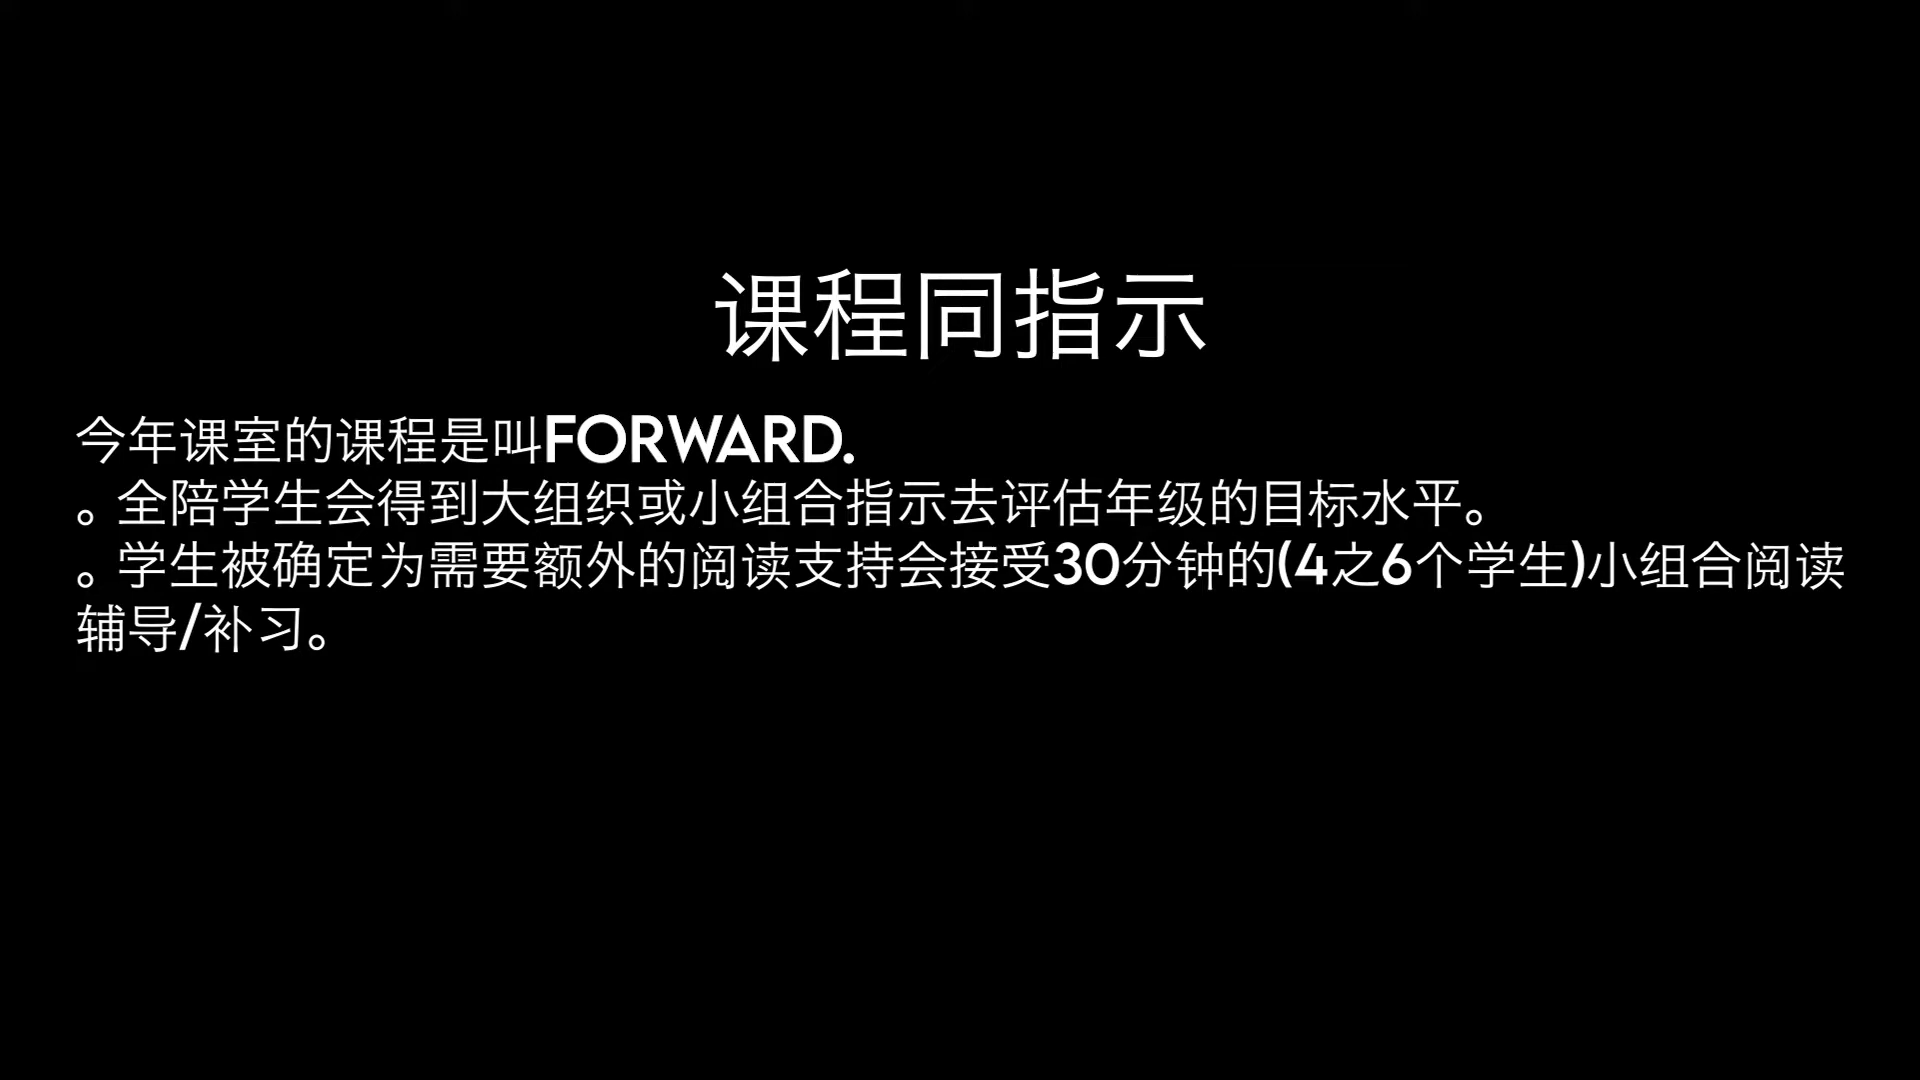 课程同指示
今年课室的课程是叫FORWARD.
。全陪学生会得到大组织或小组合指示去评估年级的目标水平。
。学生被确定为需要额外的阅读支持会接受30分钟的(4之6个学生)小组合阅读
辅导/补习。